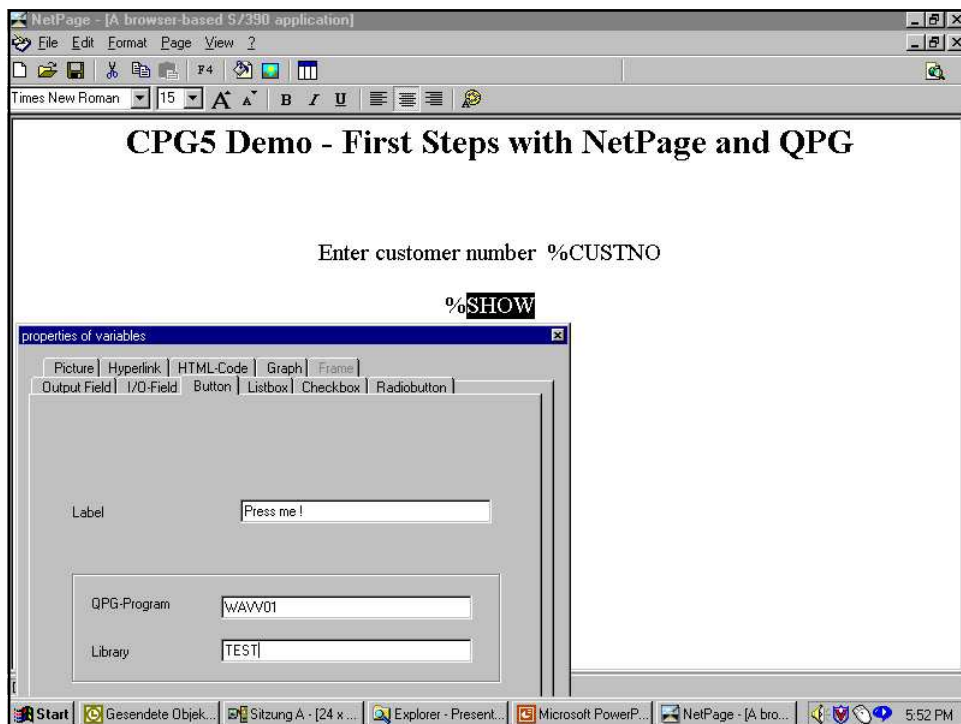 NetPage - [A browser-based S/390 application]
File Edit Format Page View ?
F4
Times New Roman 15 A A B I U
CPG5 Demo - First Steps with NetPage and QPG
Enter customer number %CUSTNO
%SHOW
properties of variables
Picture Hyperlink HTML-Code Graph Frame
Output Field I/O-Field Button Listbox Checkbox Radiobutton
Label Press me !
QPG-Program WAVV01
Library TEST
Start Gesendete Objek... Sitzung A - [24 x ... Explorer - Present... Microsoft PowerP... NetPage - [A bro... 5:52 PM